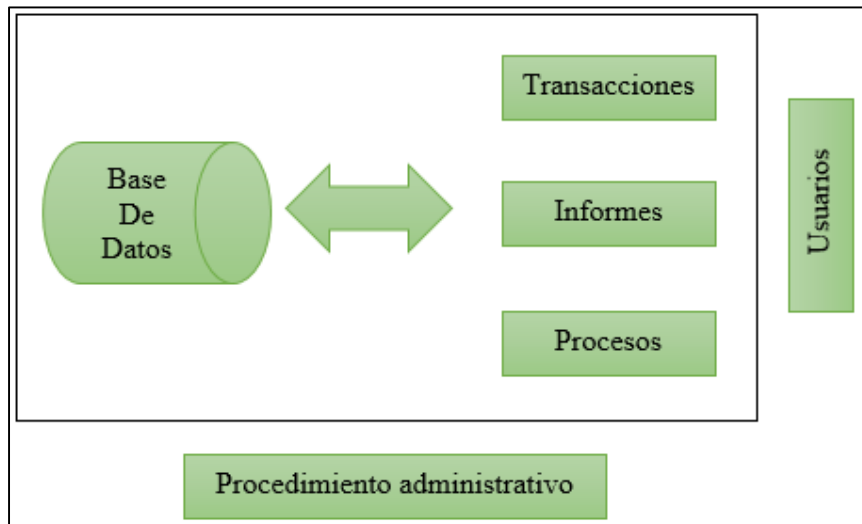 Base
De
Datos
Transacciones
Informes
Procesos
Usuarios
Procedimiento administrativo